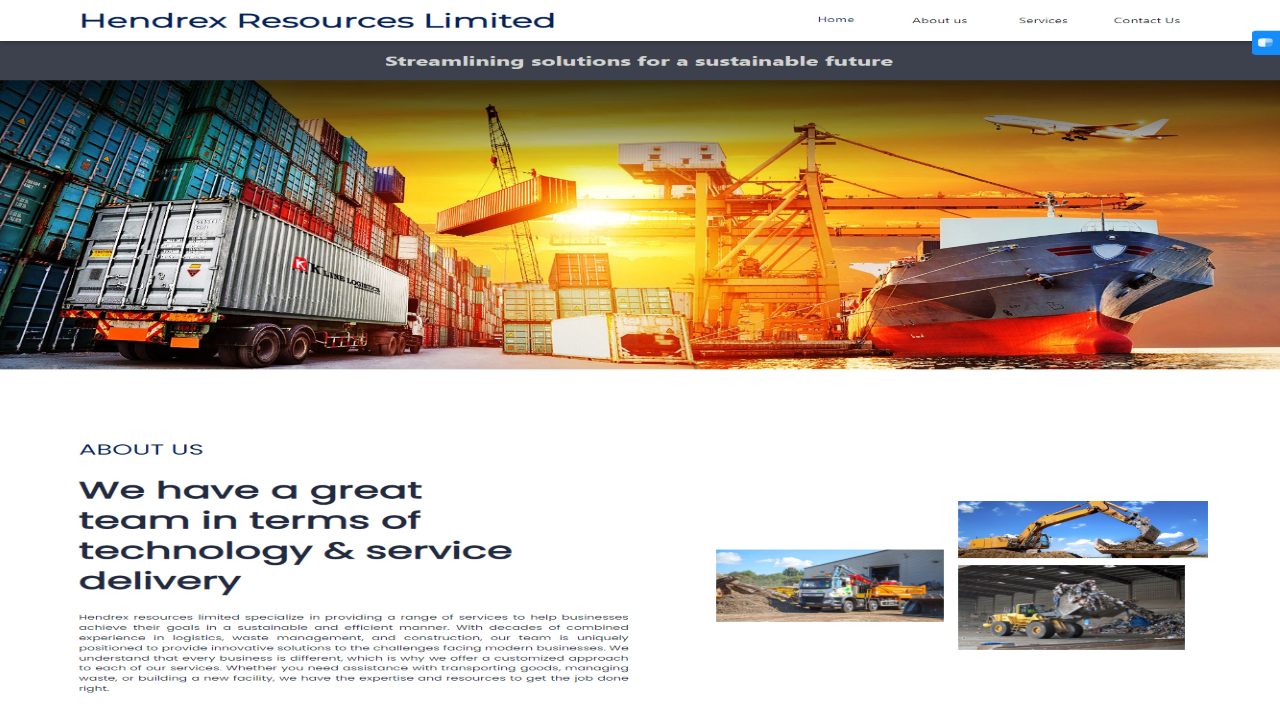 Hendrex Resources Limited
Home
About us
Services
Contact Us
Streamlining solutions for a sustainable future
K LINE LOGISTICS
ABOUT US
We have a great
team in terms of
technology & service
delivery
Hendrex resources limited specialize in providing a range of services to help businesses
achieve their goals in a sustainable and efficient manner. With decades of combined
experience in logistics, waste management, and construction, our team is uniquely
positioned to provide innovative solutions to the challenges facing modern businesses. We
understand that every business is different, which is why we offer a customized approach
to each of our services. Whether you need assistance with transporting goods, managing
waste, or building a new facility, we have the expertise and resources to get the job done
right.